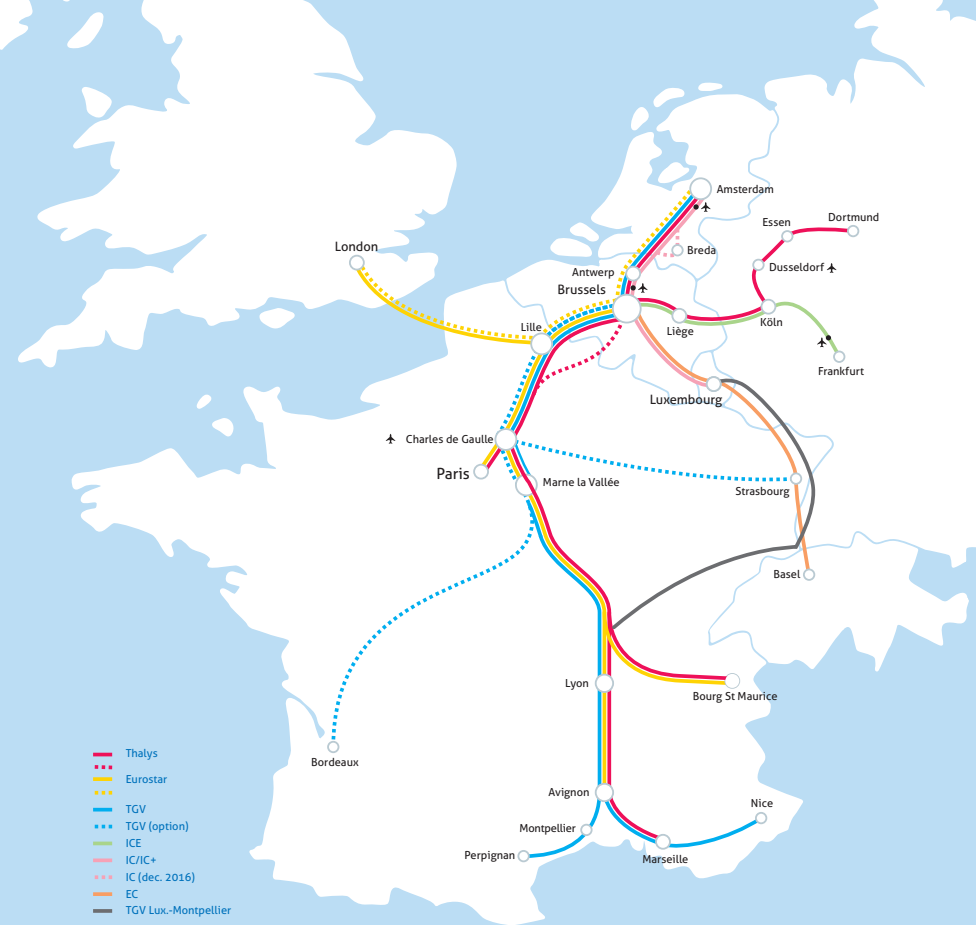 Amsterdam
Dortmund
Essen
London
Breda
Dusseldorf
Antwerp
Brussels
Lille
Liège
Köln
Frankfurt
Luxembourg
Charles de Gaulle
Paris
Marne la Vallée
Strasbourg
Basel
Lyon
Bourg St Maurice
Bordeaux
Avignon
Nice
Montpellier
Perpignan
Marseille
Thalys
Eurostar
TGV
TGV (option)
ICE
IC/IC+
IC (dec. 2016)
EC
TGV Lux.-Montpellier